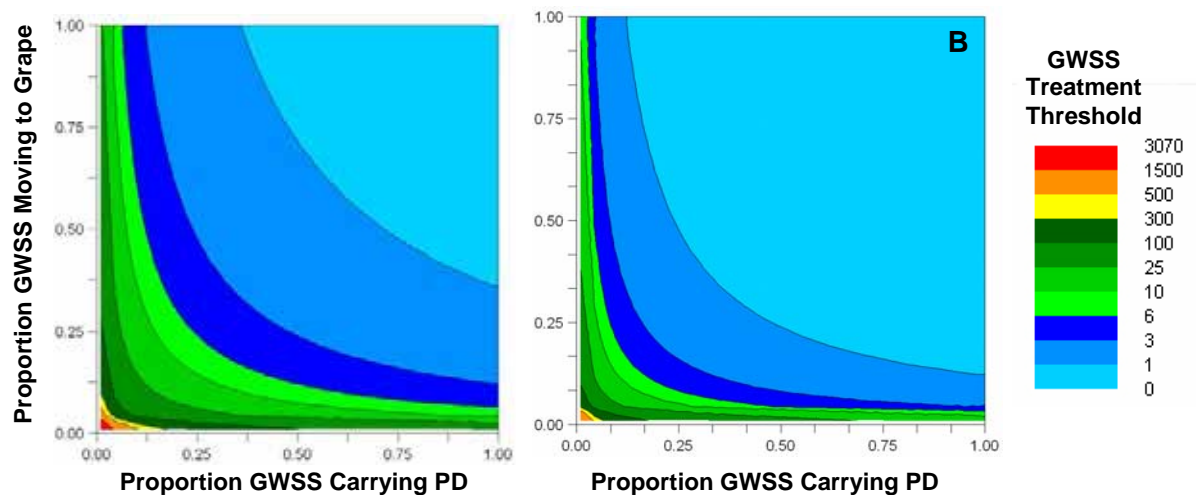 Proportion GWSS Moving to Grape
1.00
0.75
0.50
0.25
0.00
0.00 0.25 0.50 0.75 1.00
Proportion GWSS Carrying PD
B
1.00
0.75
0.50
0.25
0.00
0.00 0.25 0.50 0.75 1.00
Proportion GWSS Carrying PD
GWSS
Treatment
Threshold
3070
1500
500
300
100
25
10
6
3
1
0